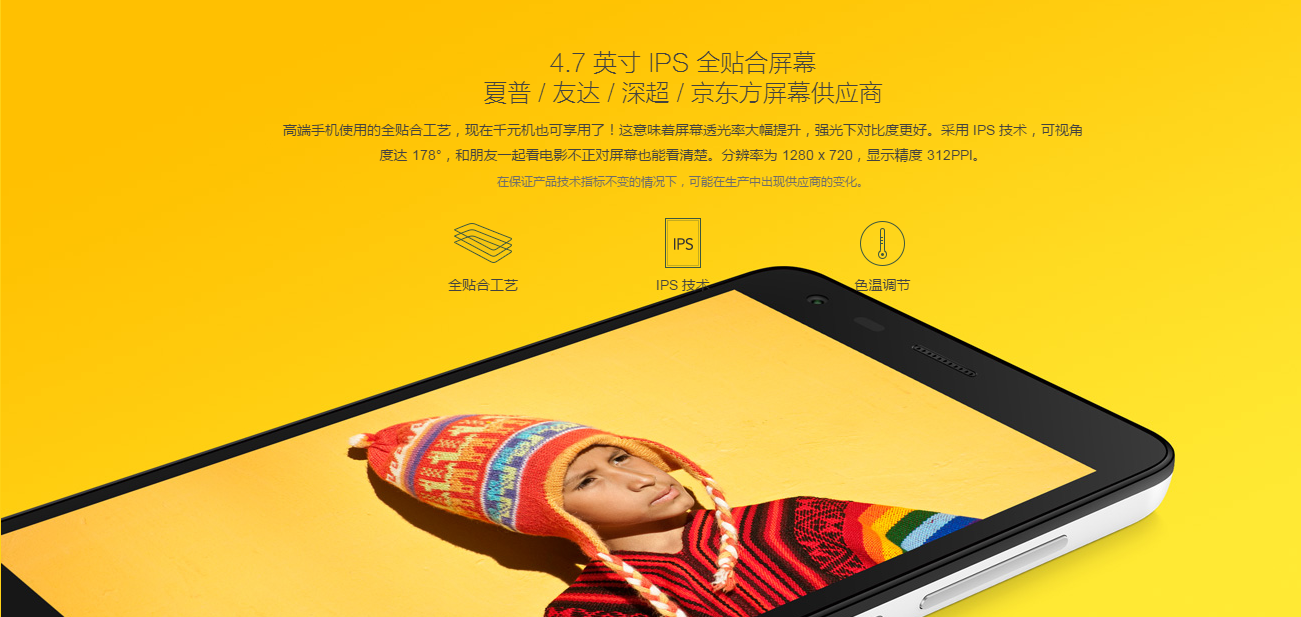 4.7 英寸 IPS 全贴合屏幕
夏普 / 友达 / 深超 / 京东方屏幕供应商
高端手机使用的全贴合工艺，现在千元机也可享用了！这意味着屏幕透光率大幅提升，强光下对比度更好。采用 IPS 技术，可视角
度达 178°，和朋友一起看电影不正对屏幕也能看清楚。分辨率为 1280 x 720，显示精度 312PPI。
在保证产品技术指标不变的情况下，可能在生产中出现供应商的变化。
IPS
全贴合工艺 IPS 技术 色温调节